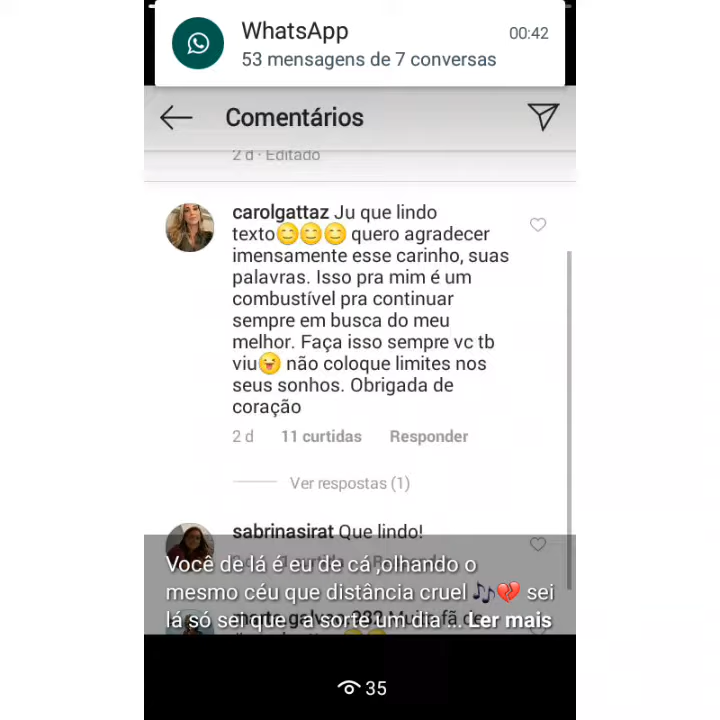 WhatsApp
00:42
53 mensagens de 7 conversas
Comentários
2 d · Editado
carolgattaz Ju que lindo
texto😊😊😊 quero agradecer
imensamente esse carinho, suas
palavras. Isso pra mim é um
combustível pra continuar
sempre em busca do meu
melhor. Faça isso sempre vc tb
viu😜 não coloque limites nos
seus sonhos. Obrigada de
coração
2 d 11 curtidas Responder
Ver respostas (1)
sabrinasirat Que lindo!
Você de lá é eu de cá ,olhando o
mesmo céu que distância cruel 🎶💔 sei
lá só sei que " a sorte um dia ... Ler mais
35